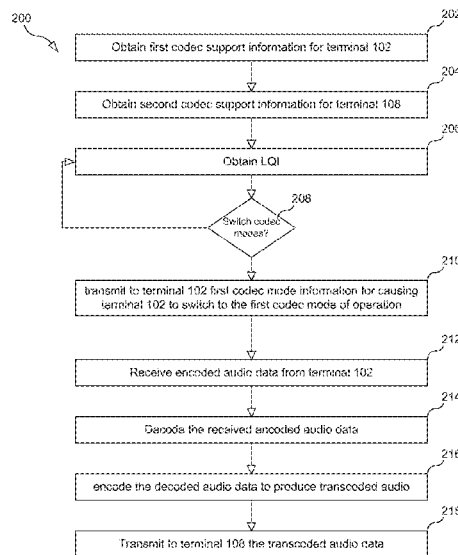 200
202
Obtain first codec support information for terminal 102
204
Obtain second codec support information for terminal 108
206
Obtain LQI
208
Switch codec
modes?
210
transmit to terminal 102 first codec mode information for causing
terminal 102 to switch to the first codec mode of operation
212
Receive encoded audio data from terminal 102
214
Decode the received encoded audio data
216
encode the decoded audio data to produce transcoded audio
218
Transmit to terminal 108 the transcoded audio data